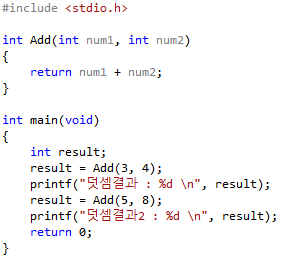 #include <stdio.h>
int Add(int num1, int num2)
{
    return num1 + num2;
}
int main(void)
{
    int result;
    result = Add(3, 4);
    printf("덧셈결과 : %d \n", result);
    result = Add(5, 8);
    printf("덧셈결과2 : %d \n", result);
    return 0;
}